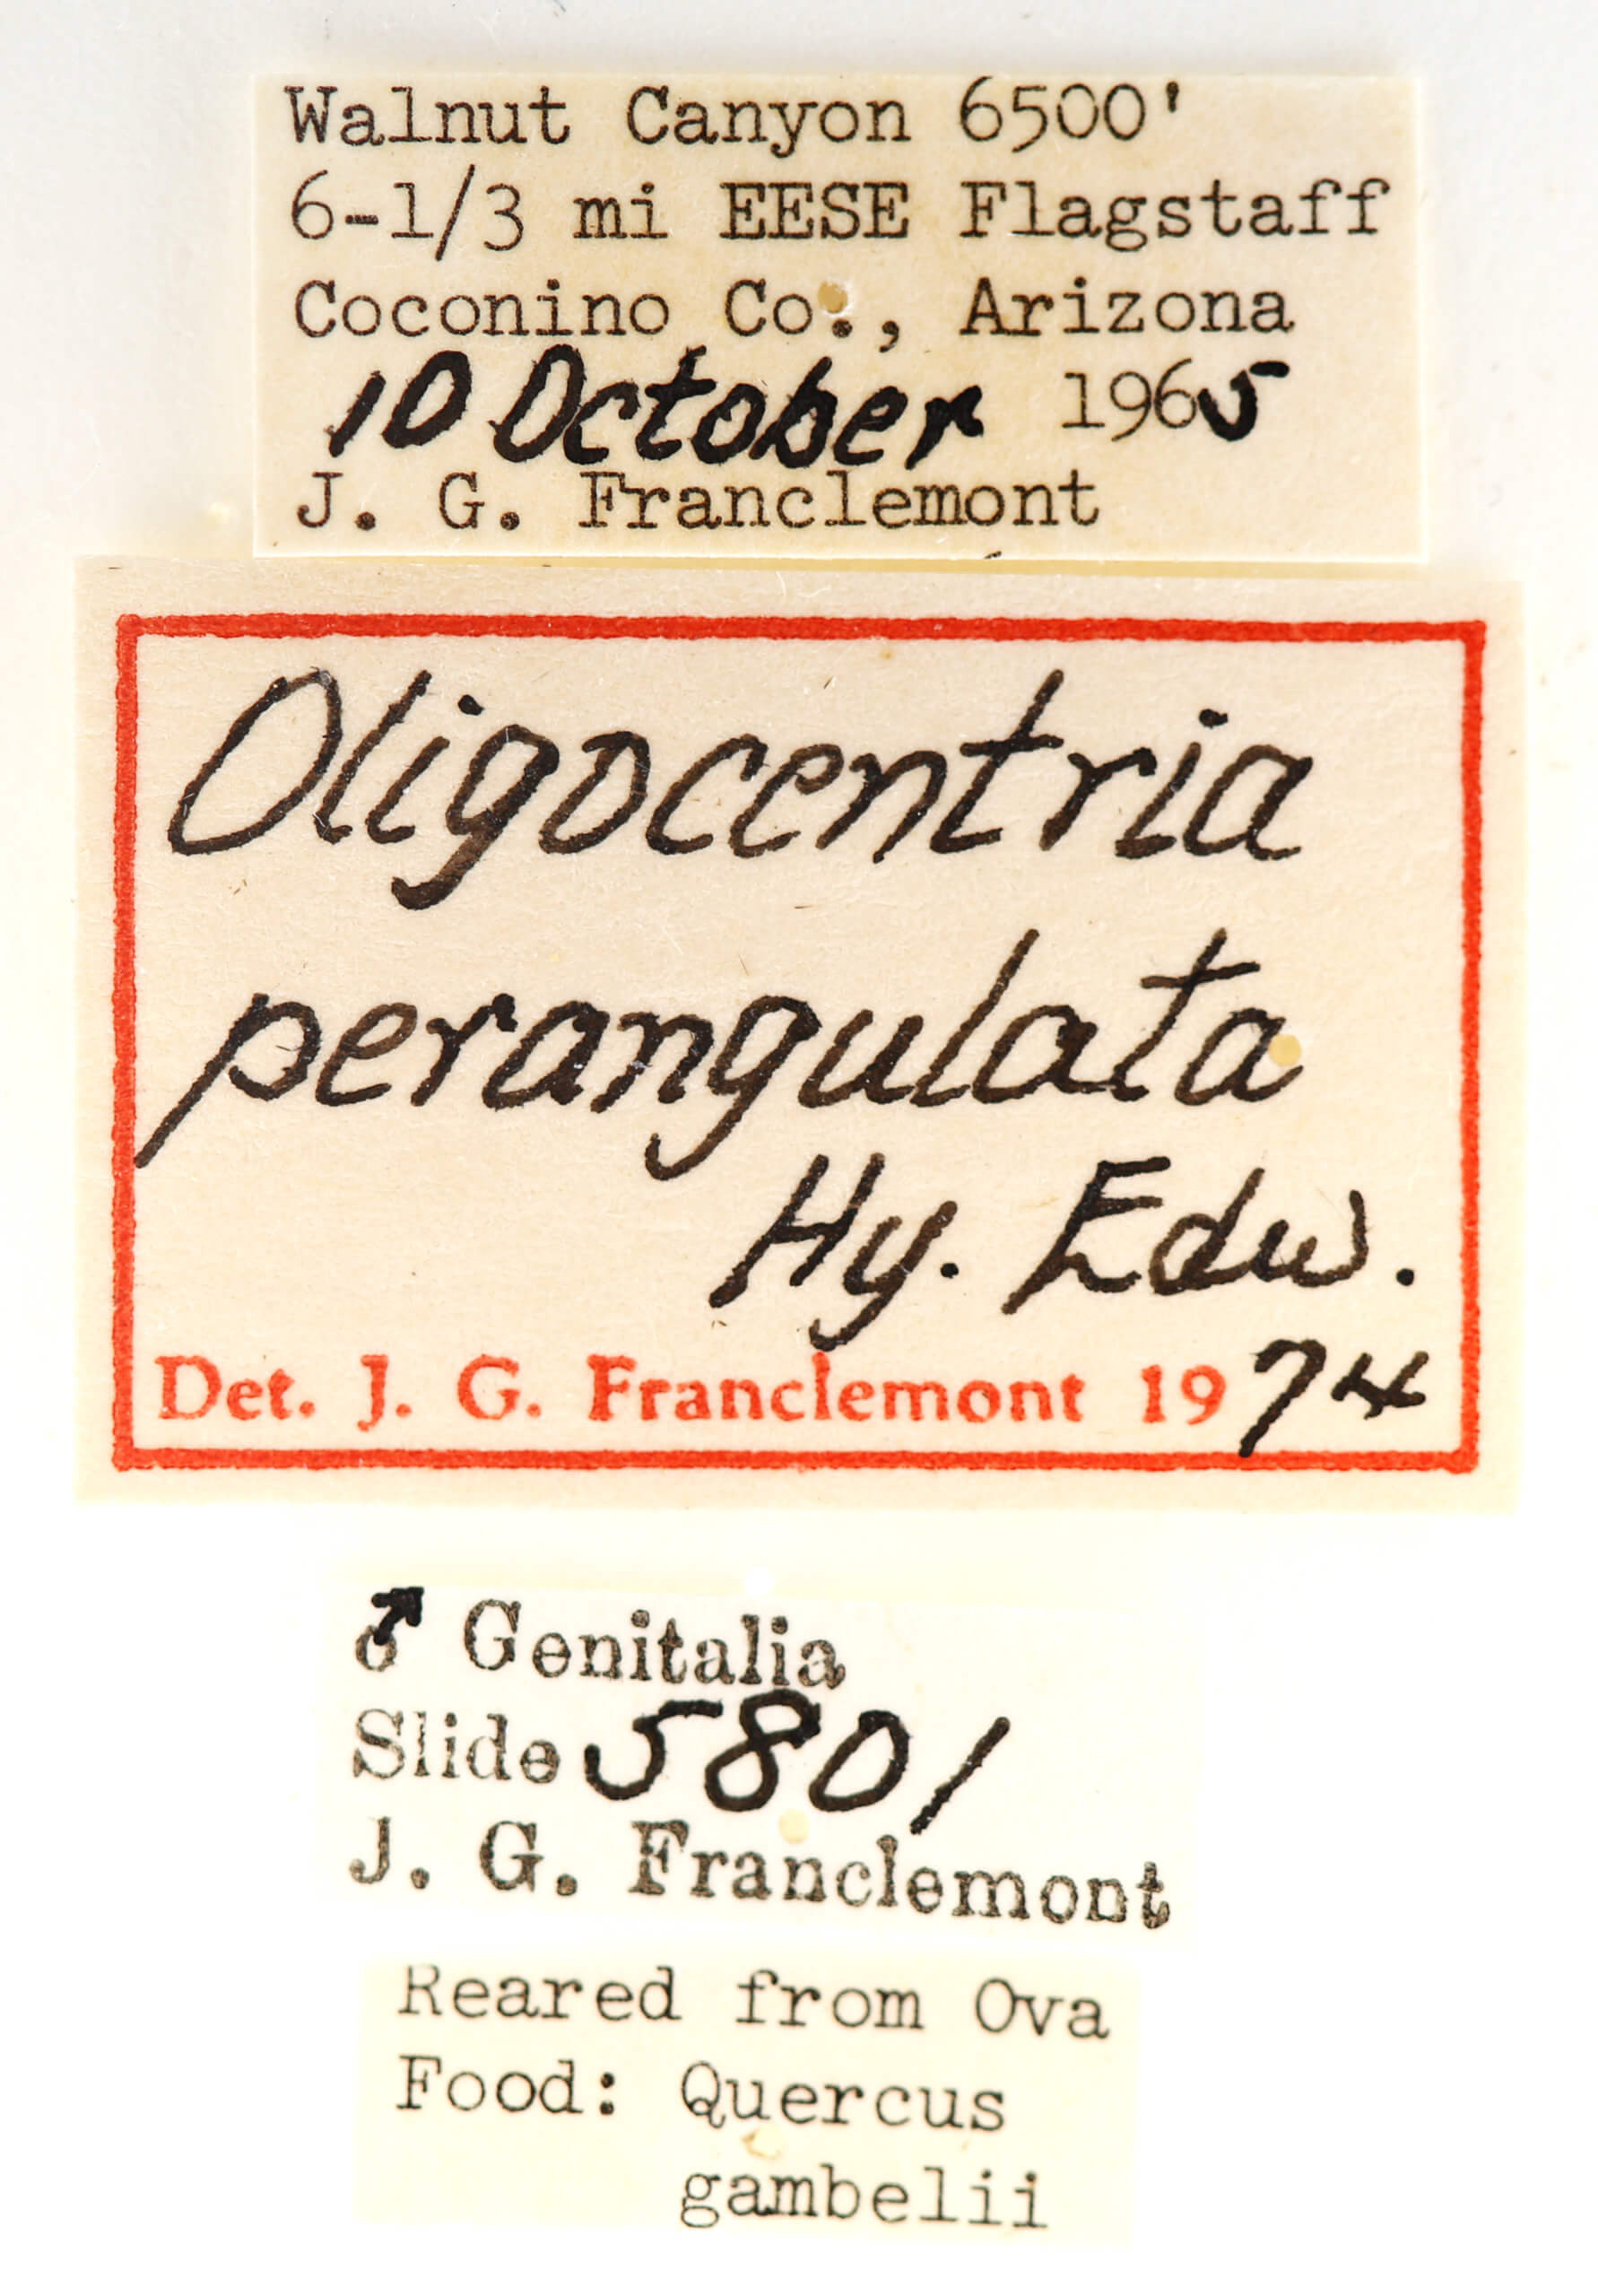 Walnut Canyon 6500'
6-1/3 mi EESE Flagstaff
Coconino Co., Arizona
10 October 1965
J. G. Franclemont
Oligocentria
perangulata
Hy. Edw.
Det. J. G. Franclemont 1974
♂ Genitalia
Slide 5801
J. G. Franclemont
Reared from Ova
Food: Quercus
gambelii